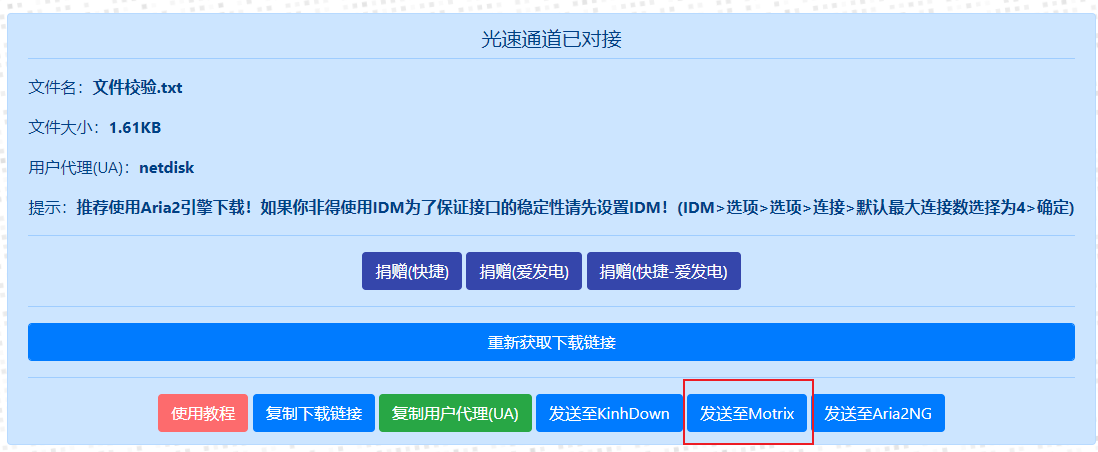 光速通道已对接
文件名：文件校验.txt
文件大小：1.61KB
用户代理(UA)：netdisk
提示：推荐使用Aria2引擎下载！如果你非得使用IDM为了保证接口的稳定性请先设置IDM！(IDM>选项>选项>连接>默认最大连接数选择为4>确定)
捐赠(快捷) 捐赠(爱发电) 捐赠(快捷-爱发电)
重新获取下载链接
使用教程 复制下载链接 复制用户代理(UA) 发送至KinhDown 发送至Motrix 发送至Aria2NG